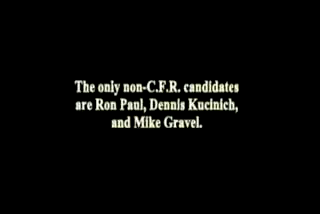 The only non-C.F.R. candidates
are Ron Paul, Dennis Kucinich,
and Mike Gravel.